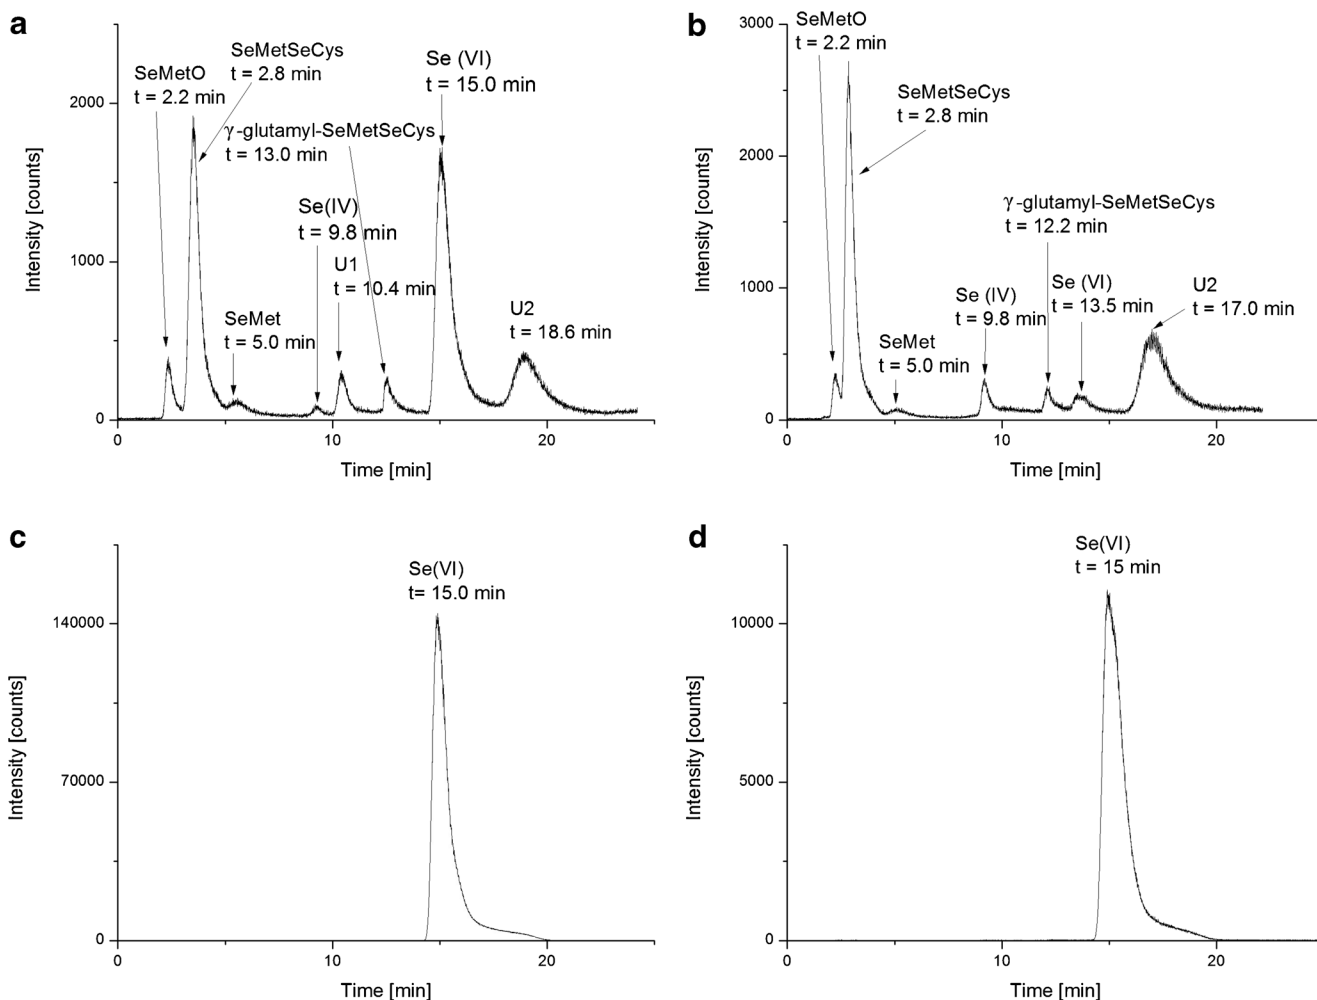 a
SeMetO
t = 2.2 min
SeMetSeCys
t = 2.8 min
γ-glutamyl-SeMetSeCys
t = 13.0 min
Se (VI)
t = 15.0 min
Se(IV)
t = 9.8 min
U1
t = 10.4 min
SeMet
t = 5.0 min
U2
t = 18.6 min
Intensity [counts]
2000
1000
0
0 10 20
Time [min]
b
SeMetO
t = 2.2 min
SeMetSeCys
t = 2.8 min
γ-glutamyl-SeMetSeCys
t = 12.2 min
Se (IV)
t = 9.8 min
Se (VI)
t = 13.5 min
U2
t = 17.0 min
SeMet
t = 5.0 min
Intensity [counts]
3000
2000
1000
0
0 10 20
Time [min]
c
Se(VI)
t= 15.0 min
Intensity [counts]
140000
70000
0
0 10 20
Time [min]
d
Se(VI)
t = 15 min
Intensity [counts]
10000
5000
0
0 10 20
Time [min]